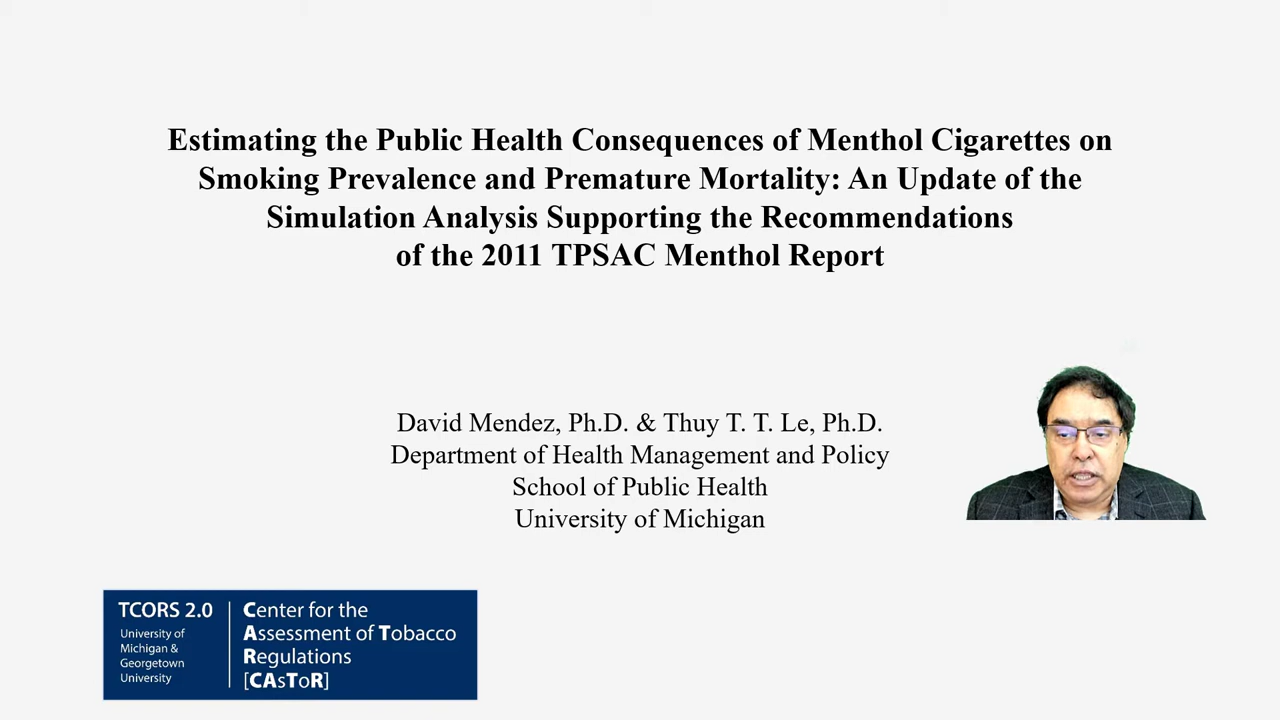 Estimating the Public Health Consequences of Menthol Cigarettes on
Smoking Prevalence and Premature Mortality: An Update of the
Simulation Analysis Supporting the Recommendations
of the 2011 TPSAC Menthol Report
David Mendez, Ph.D. & Thuy T. T. Le, Ph.D.
Department of Health Management and Policy
School of Public Health
University of Michigan
TCORS 2.0
University of
Michigan &
Georgetown
University
Center for the
Assessment of Tobacco
Regulations
[CAsToR]